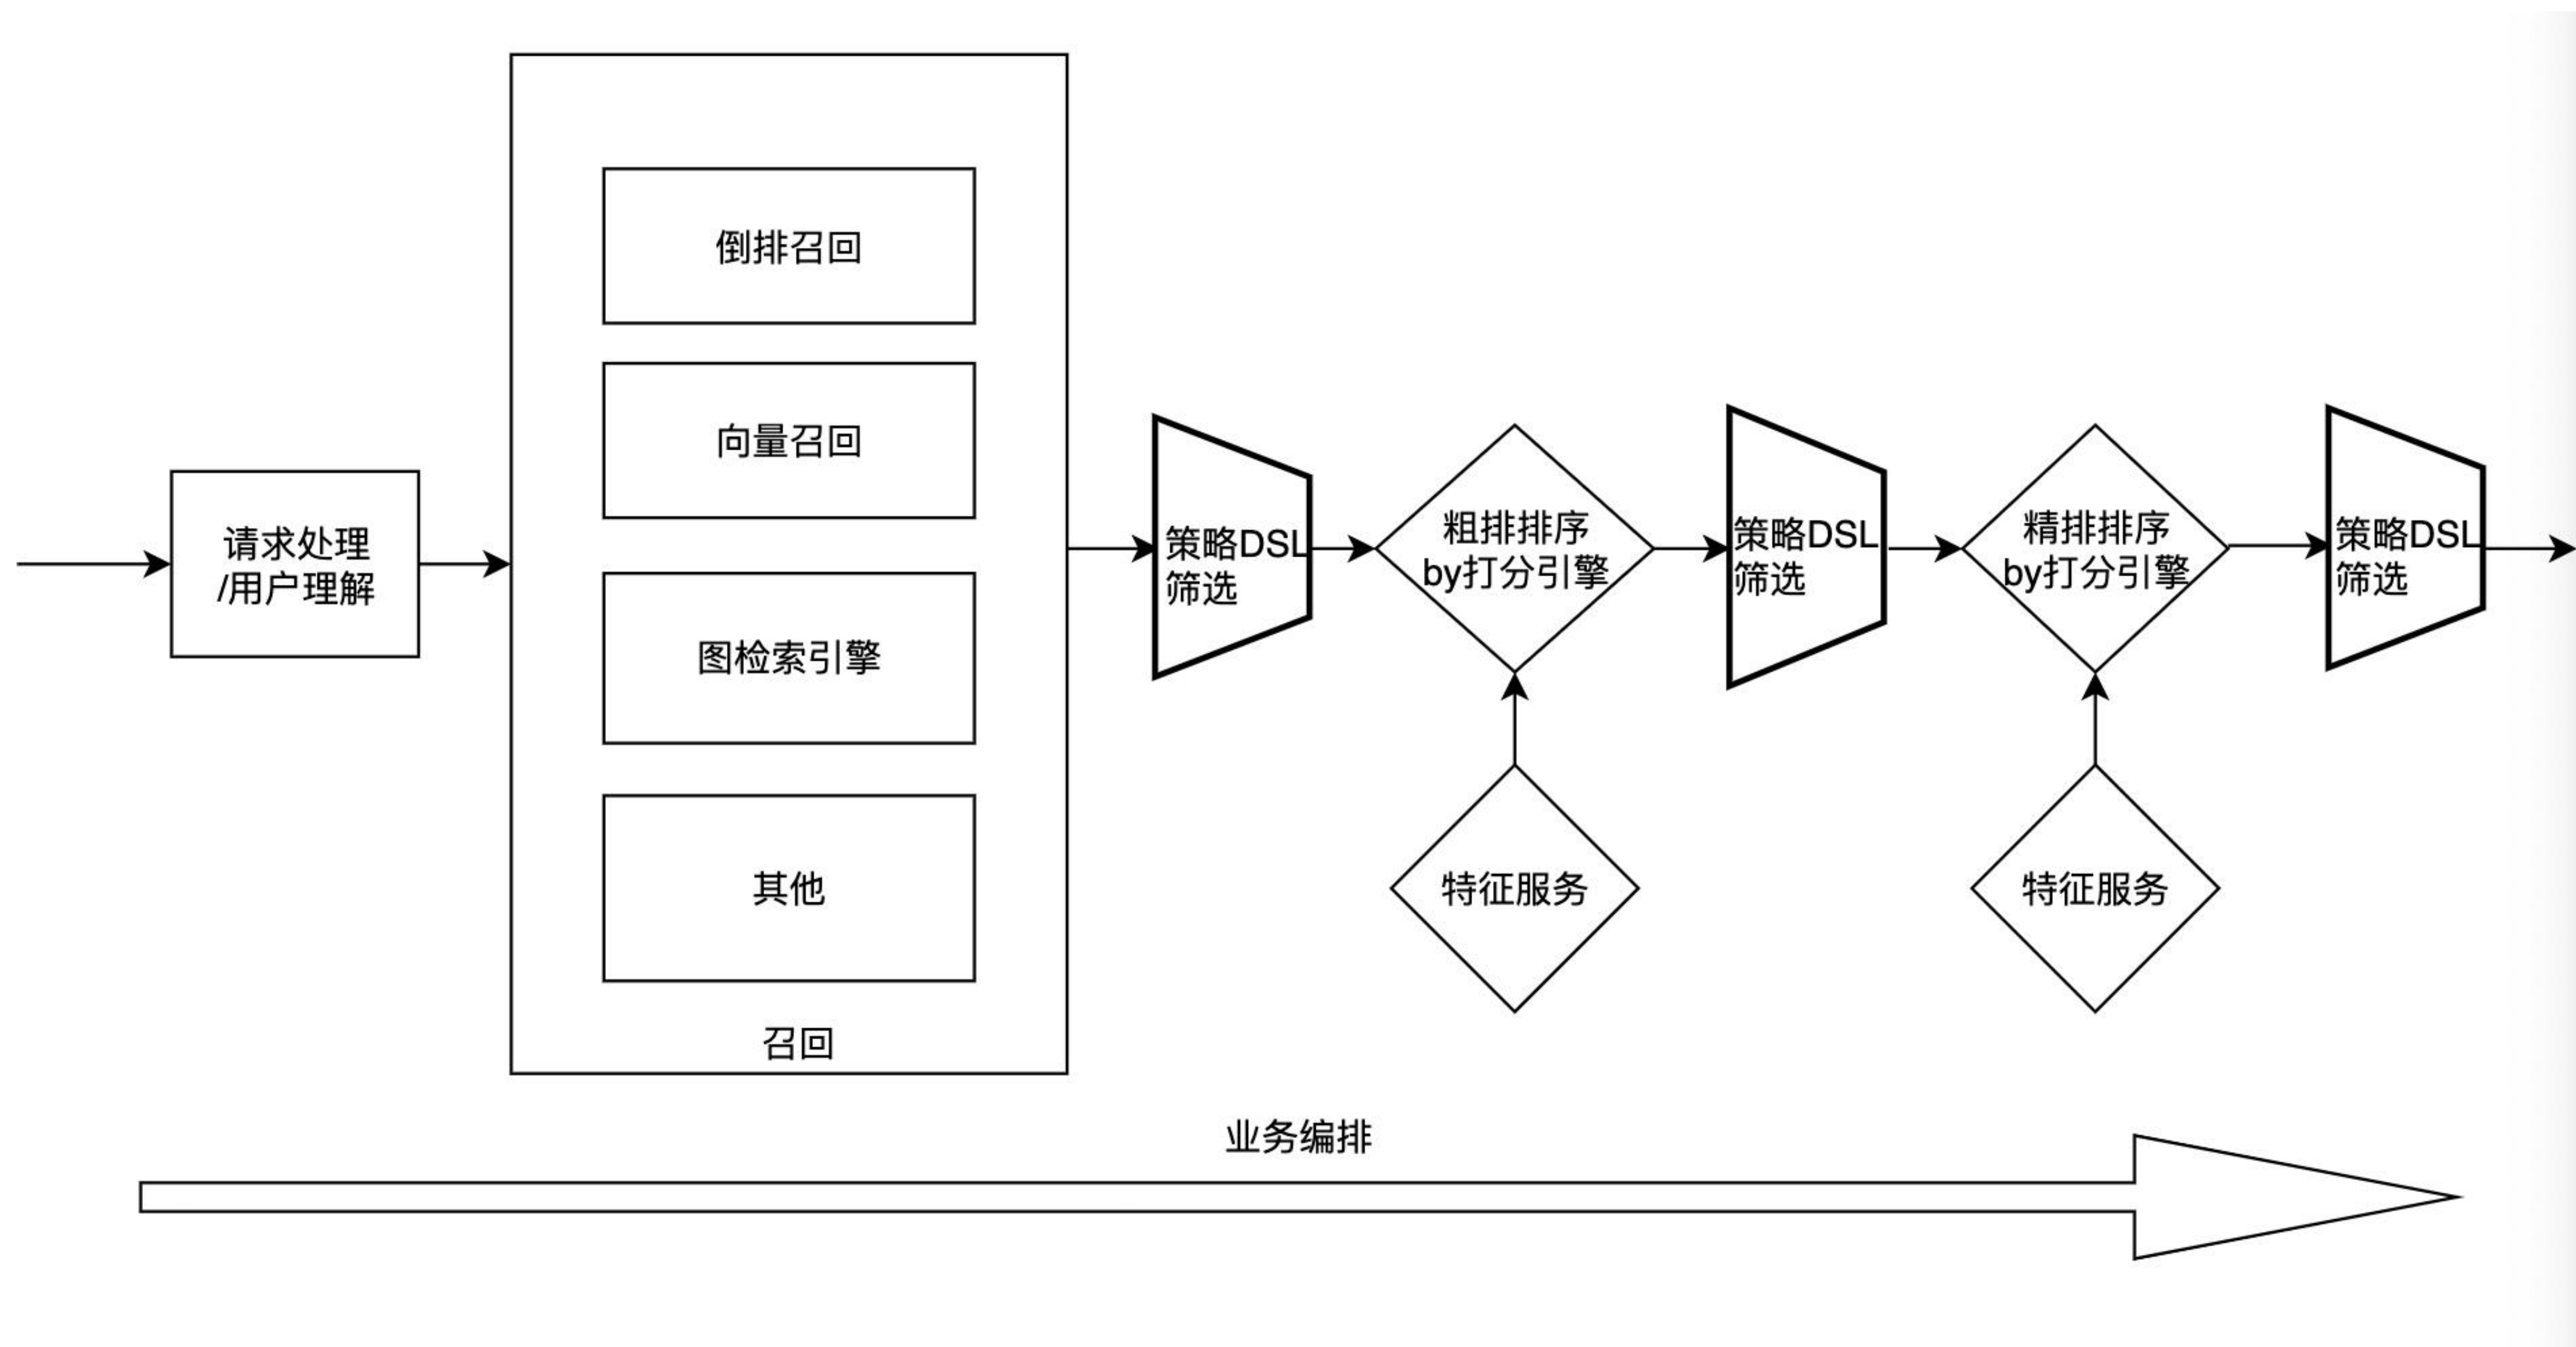 请求处理
/用户理解
倒排召回
向量召回
图检索引擎
其他
召回
策略DSL
筛选
粗排排序
by打分引擎
特征服务
策略DSL
筛选
精排排序
by打分引擎
特征服务
策略DSL
筛选
业务编排